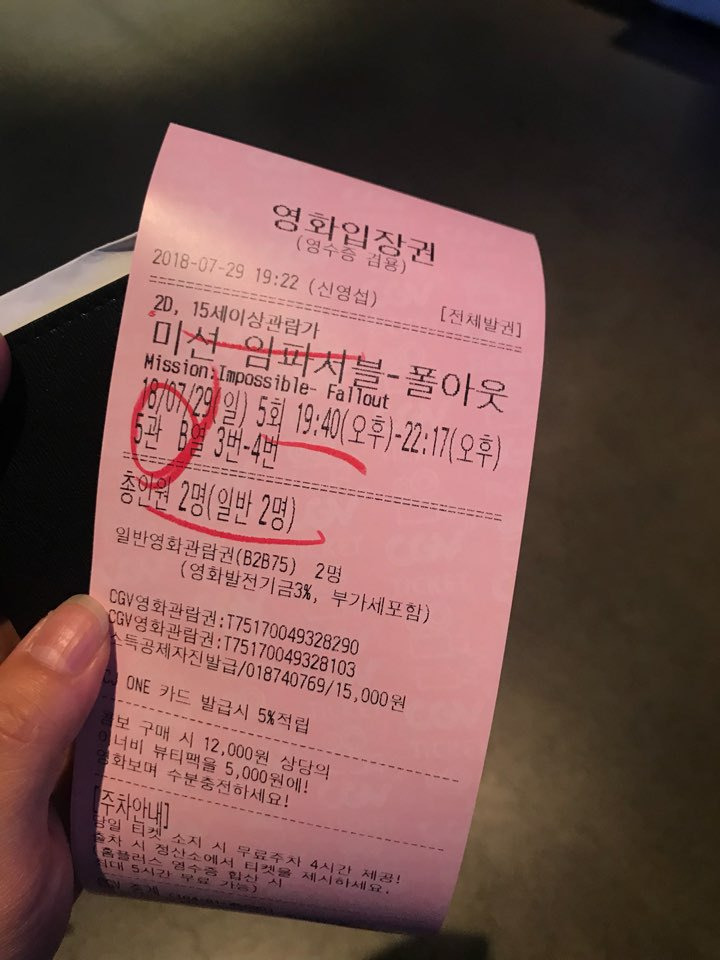 영화입장권
(영수증 겸용)
2018-07-29 19:22 (신영섭)
[전체발권]
2D, 15세이상관람가
미션 임파서블-폴아웃
Mission:Impossible- Fallout
18/07/29(일) 5회 19:40(오후)-22:17(오후)
5관 B열 3번-4번
총인원 2명(일반 2명)
일반영화관람권(B2B75) 2명
(영화발전기금3%, 부가세포함)
CGV영화관람권:T75170049328290
CGV영화관람권:T75170049328103
소득공제자진발급/018740769/15,000원
CJ ONE 카드 발급시 5%적립
콤보 구매 시 12,000원 상당의
이너비 뷰티팩을 5,000원에!
영화보며 수분충전하세요!
[주차안내]
당일 티켓 소지 시 무료주차 4시간 제공!
출차 시 정산소에서 티켓을 제시하세요.
홈플러스 영수증 합산 시
최대 5시간 무료 가능)